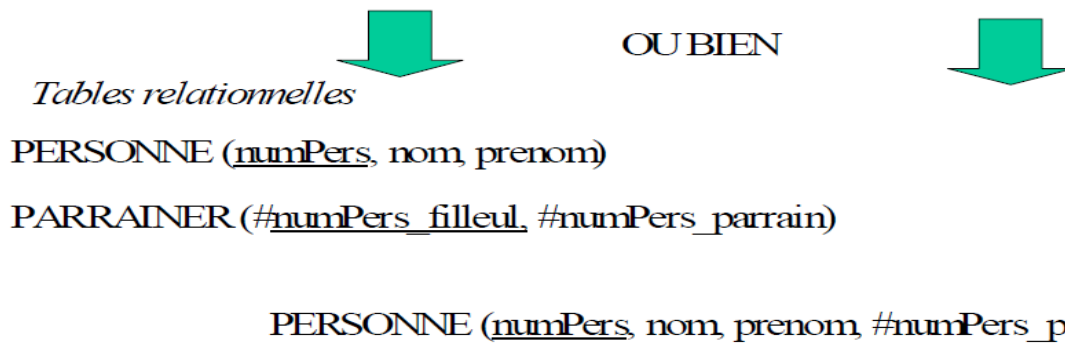 OU BIEN
Tables relationnelles
PERSONNE (numPers, nom, prenom)
PARRAINER (#numPers_filleul, #numPers_parrain)
PERSONNE (numPers, nom, prenom, #numPers_p